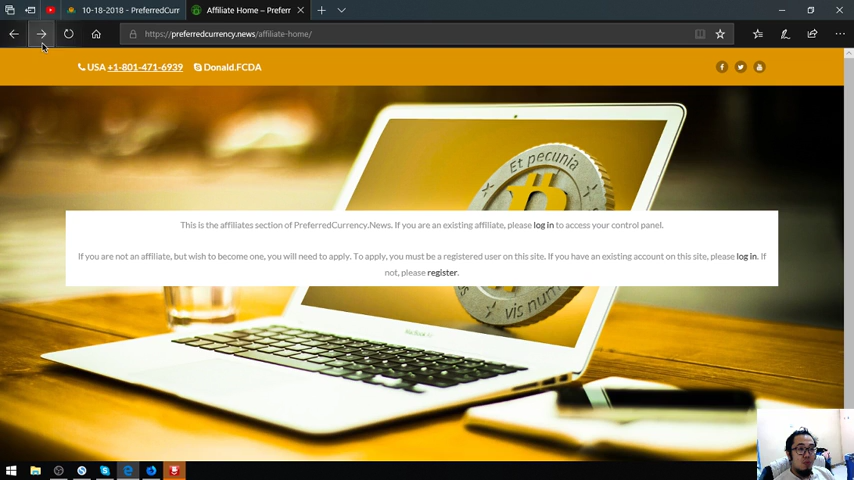 10-18-2018 - PreferredCurr
Affiliate Home – Preferr
https://preferredcurrency.news/affiliate-home/
USA +1-801-471-6939 Donald.FCDA
Et pecunia
This is the affiliates section of PreferredCurrency.News. If you are an existing affiliate, please log in to access your control panel.
If you are not an affiliate, but wish to become one, you will need to apply. To apply, you must be a registered user on this site. If you have an existing account on this site, please log in. If
not, please register.
vis num
MacBook Air